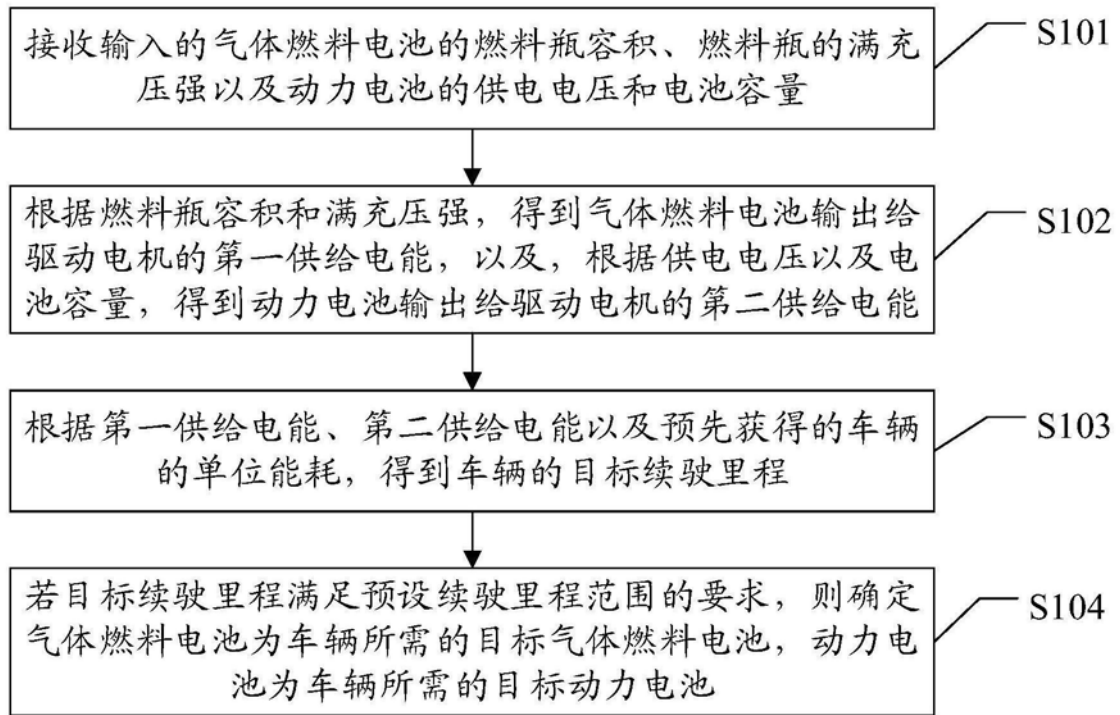 接收输入的气体燃料电池的燃料瓶容积、燃料瓶的满充
压强以及动力电池的供电电压和电池容量
S101
根据燃料瓶容积和满充压强，得到气体燃料电池输出给
驱动电机的第一供给电能，以及，根据供电电压以及电
池容量，得到动力电池输出给驱动电机的第二供给电能
S102
根据第一供给电能、第二供给电能以及预先获得的车辆
的单位能耗，得到车辆的目标续驶里程
S103
若目标续驶里程满足预设续驶里程范围的要求，则确定
气体燃料电池为车辆所需的目标气体燃料电池，动力电
池为车辆所需的目标动力电池
S104